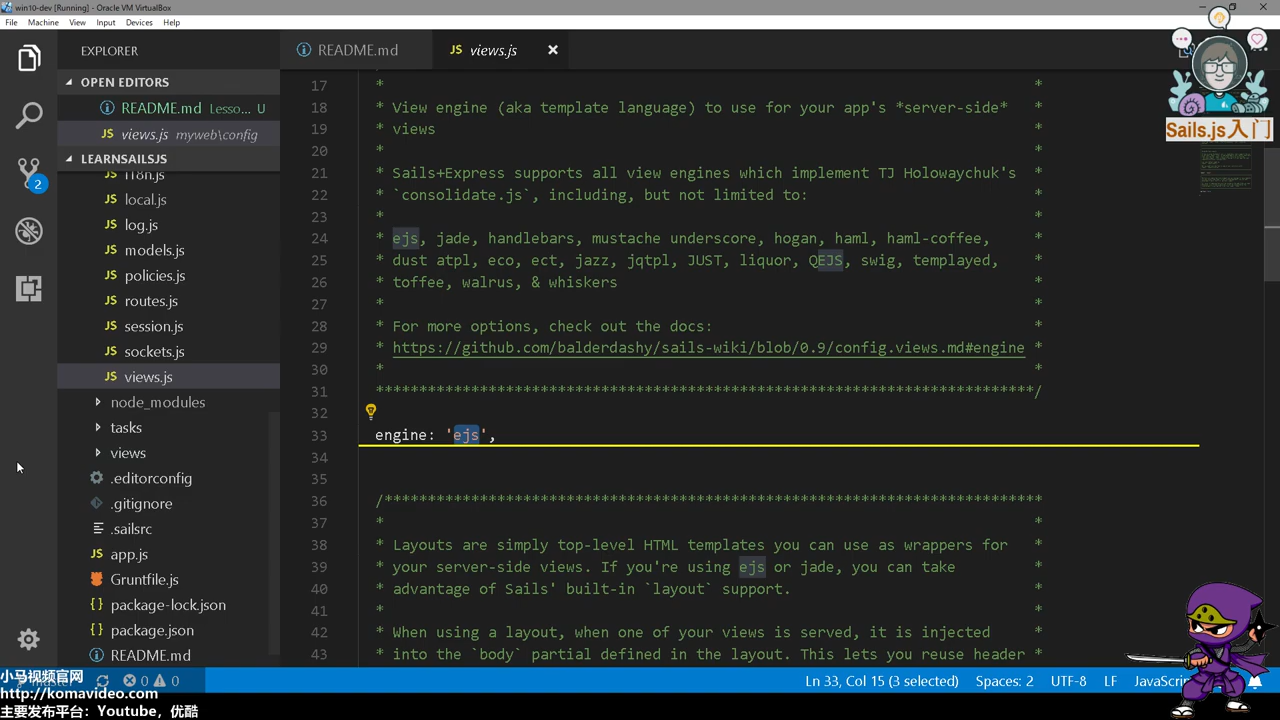 win10-dev [Running] - Oracle VM VirtualBox
File Machine View Input Devices Help
EXPLORER
OPEN EDITORS
README.md Lesso... U
views.js myweb\config
LEARNSAILSJS
i18n.js
local.js
log.js
models.js
policies.js
routes.js
session.js
sockets.js
views.js
node_modules
tasks
views
.editorconfig
.gitignore
.sailsrc
app.js
Gruntfile.js
package-lock.json
package.json
README.md
2
README.md
views.js
17 * *
18 * View engine (aka template language) to use for your app's *server-side* *
19 * views *
20 * *
21 * Sails+Express supports all view engines which implement TJ Holowaychuk's *
22 * `consolidate.js`, including, but not limited to: *
23 * *
24 * ejs, jade, handlebars, mustache underscore, hogan, haml, haml-coffee, *
25 * dust atpl, eco, ect, jazz, jqtpl, JUST, liquor, QEJS, swig, templayed, *
26 * toffee, walrus, & whiskers *
27 * *
28 * For more options, check out the docs: *
29 * https://github.com/balderdashy/sails-wiki/blob/0.9/config.views.md#engine *
30 * *
31 ***************************************************************************/
32
33 engine: 'ejs',
34
35
36 /****************************************************************************
37 * *
38 * Layouts are simply top-level HTML templates you can use as wrappers for *
39 * your server-side views. If you're using ejs or jade, you can take *
40 * advantage of Sails' built-in `layout` support. *
41 * *
42 * When using a layout, when one of your views is served, it is injected *
43 * into the `body` partial defined in the layout. This lets you reuse header *
Sails.js入门
0 0
Ln 33, Col 15 (3 selected) Spaces: 2 UTF-8 LF
小马视频官网
http://komavideo.com
主要发布平台：Youtube，优酷